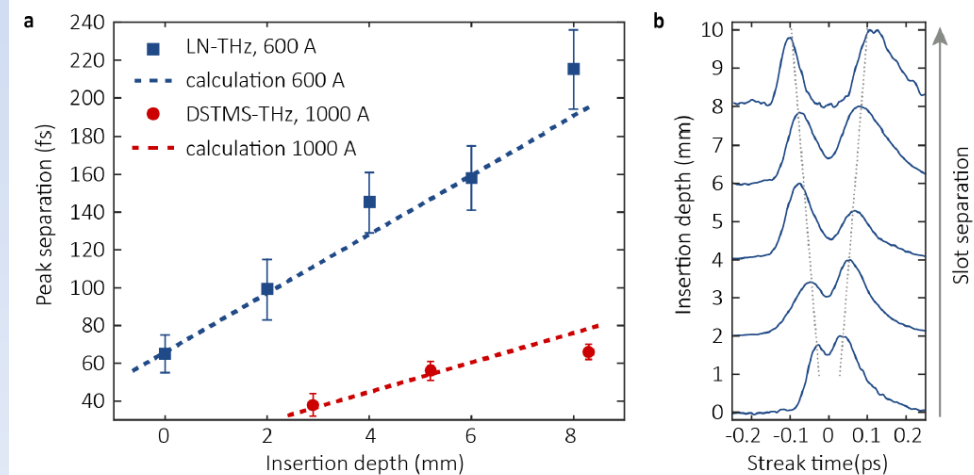 a
240
220
200
180
160
140
120
100
80
60
40
Peak separation (fs)
LN-THz, 600 A
calculation 600 A
DSTMS-THz, 1000 A
calculation 1000 A
0 2 4 6 8
Insertion depth (mm)
b
10
9
8
7
6
5
4
3
2
1
0
Insertion depth (mm)
-0.2 -0.1 0 0.1 0.2
Streak time(ps)
Slot separation